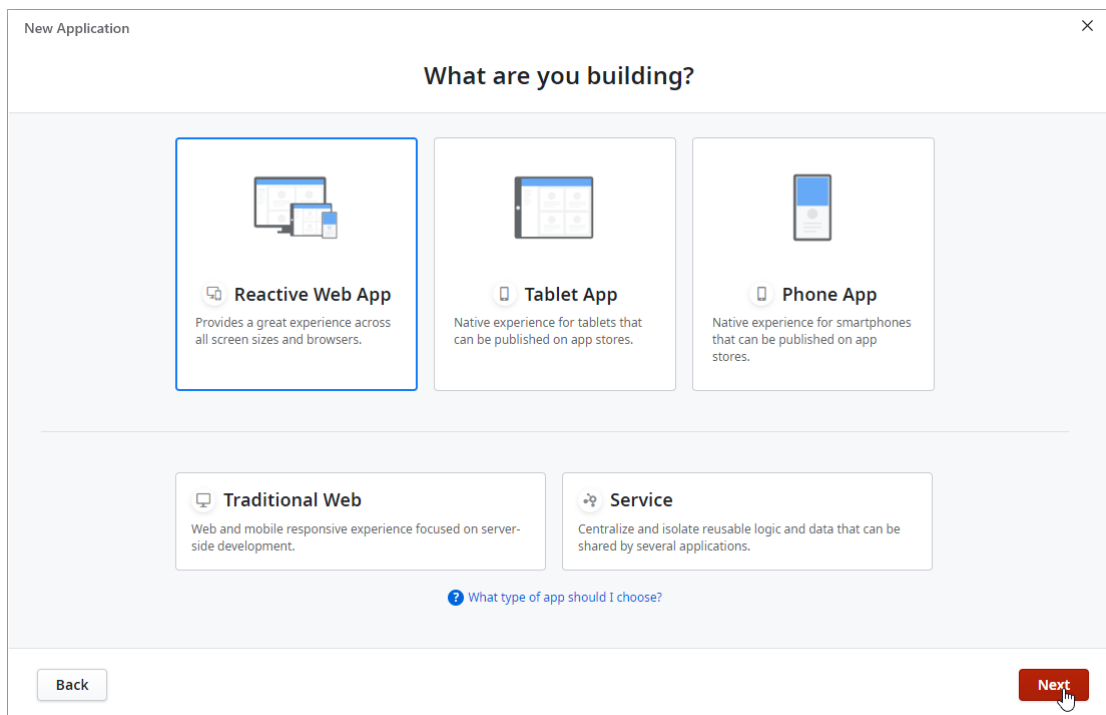 New Application
What are you building?
Reactive Web App
Provides a great experience across
all screen sizes and browsers.
Tablet App
Native experience for tablets that
can be published on app stores.
Phone App
Native experience for smartphones
that can be published on app
stores.
Traditional Web
Web and mobile responsive experience focused on server-
side development.
Service
Centralize and isolate reusable logic and data that can be
shared by several applications.
? What type of app should I choose?
Back
Next